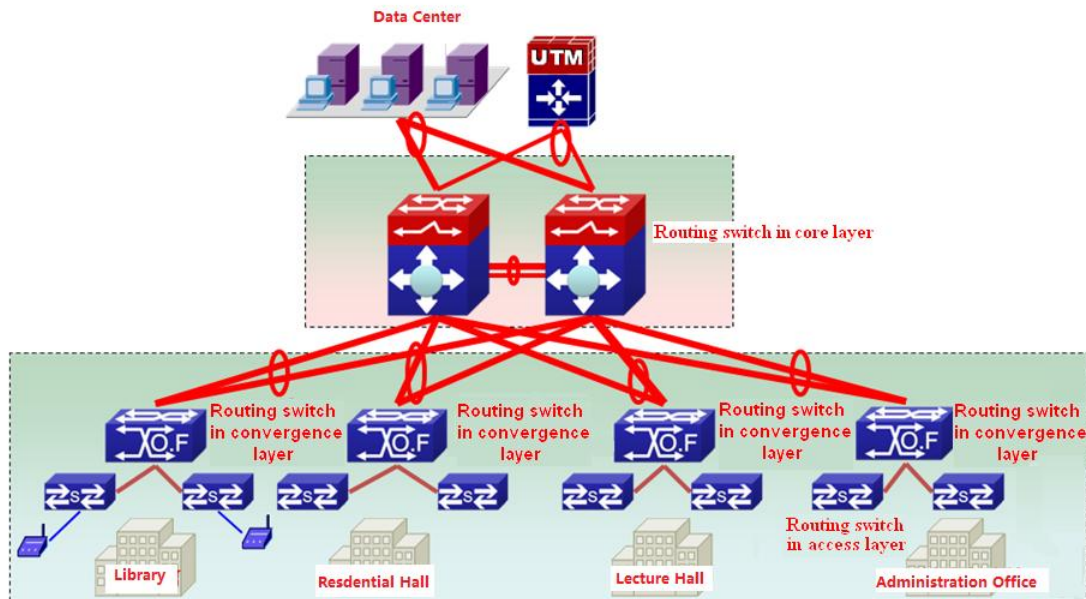 Data Center
UTM
Routing switch in core layer
Routing switch
in convergence
layer
Routing switch
in convergence
layer
Routing switch
in convergence
layer
Routing switch
in convergence
layer
O.F
O.F
O.F
O.F
S
S
S
S
S
S
S
S
Routing switch
in access layer
Library
Resdential Hall
Lecture Hall
Administration Office